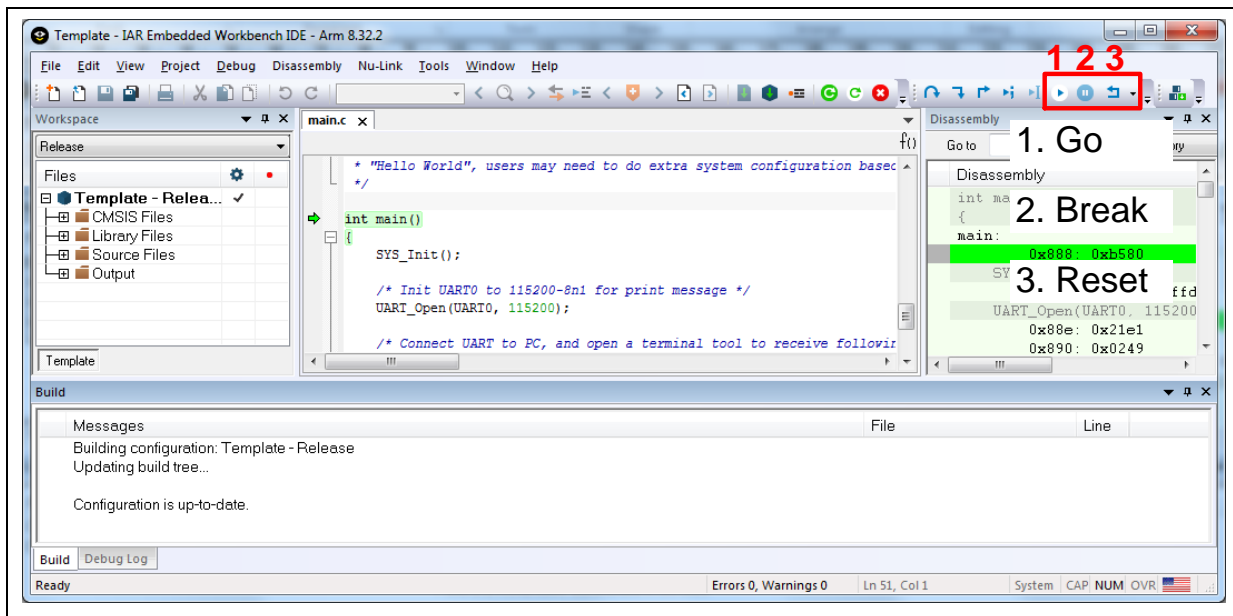 Template - IAR Embedded Workbench IDE - Arm 8.32.2
File Edit View Project Debug Disassembly Nu-Link Tools Window Help
1 2 3
Workspace
main.c
Disassembly
Release
f()
Go to
Files
Template - Relea...
CMSIS Files
Library Files
Source Files
Output
Template
* "Hello World", users may need to do extra system configuration based
*/
int main()
{
SYS_Init();
/* Init UART0 to 115200-8n1 for print message */
UART_Open(UART0, 115200);
/* Connect UART to PC, and open a terminal tool to receive followin
1. Go
Disassembly
int ma
2. Break
{
main:
0x888: 0xb580
SY
3. Reset
ffd
UART_Open(UART0, 115200
0x88e: 0x21e1
0x890: 0x0249
Build
Messages File Line
Building configuration: Template - Release
Updating build tree...
Configuration is up-to-date.
Build Debug Log
Ready Errors 0, Warnings 0 Ln 51, Col 1 System CAP NUM OVR